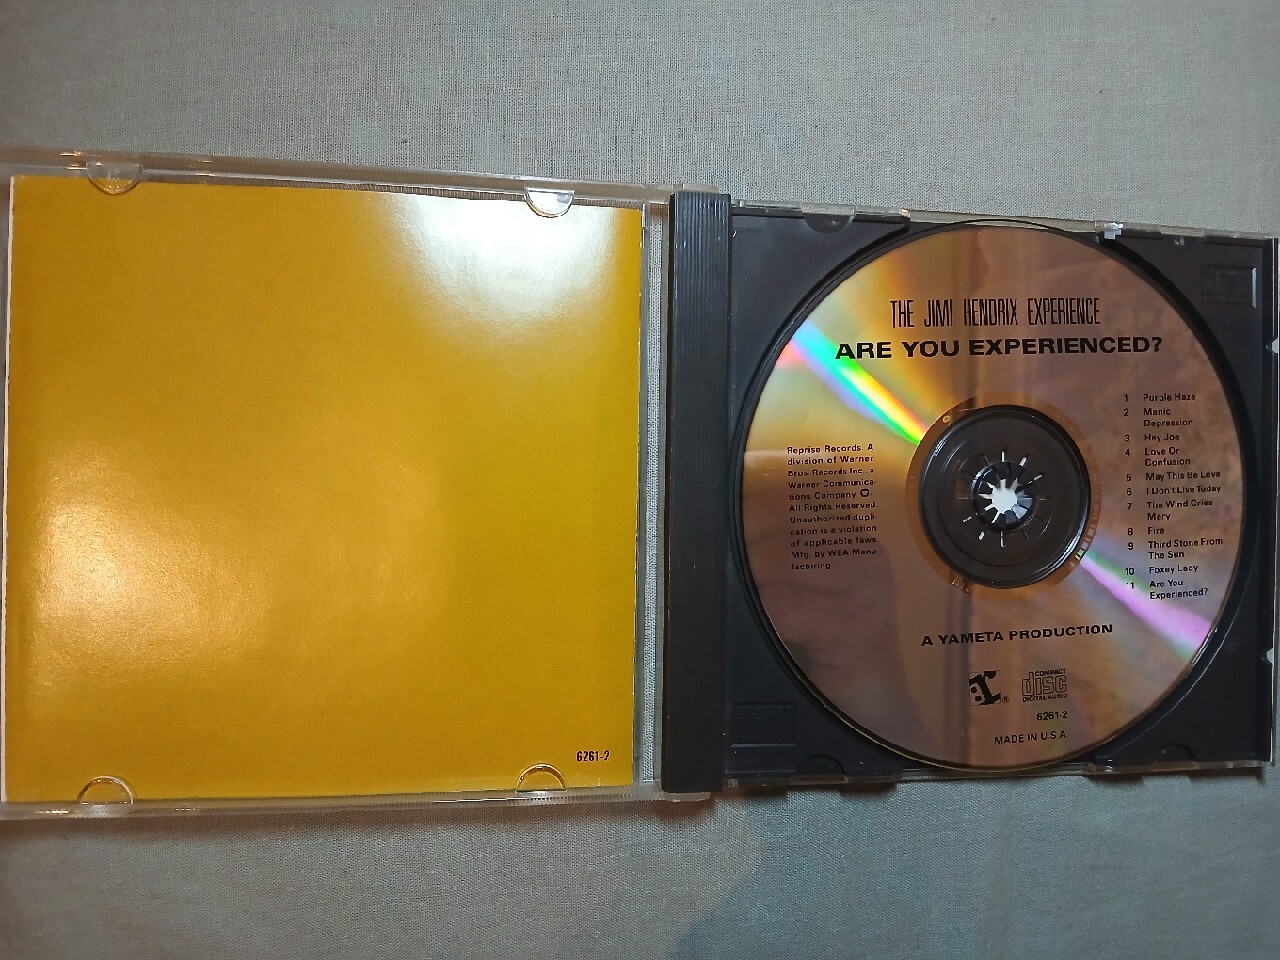 6261-2
THE JIMI HENDRIX EXPERIENCE
ARE YOU EXPERIENCED?
Reprise Records. A
division of Warner
Bros. Records Inc., a
Warner Communica-
tions Company ℗.
All Rights Reserved.
Unauthorized dupli-
cation is a violation
of applicable laws.
Mfg. by WEA Manu-
facturing.
1 Purple Haze
2 Manic
Depression
3 Hey Joe
4 Love Or
Confusion
5 May This Be Love
6 I Don't Live Today
7 The Wind Cries
Mary
8 Fire
9 Third Stone From
The Sun
10 Foxey Lady
11 Are You
Experienced?
A YAMETA PRODUCTION
r ®
COMPACT
disc
DIGITAL AUDIO
6261-2
MADE IN U.S.A.